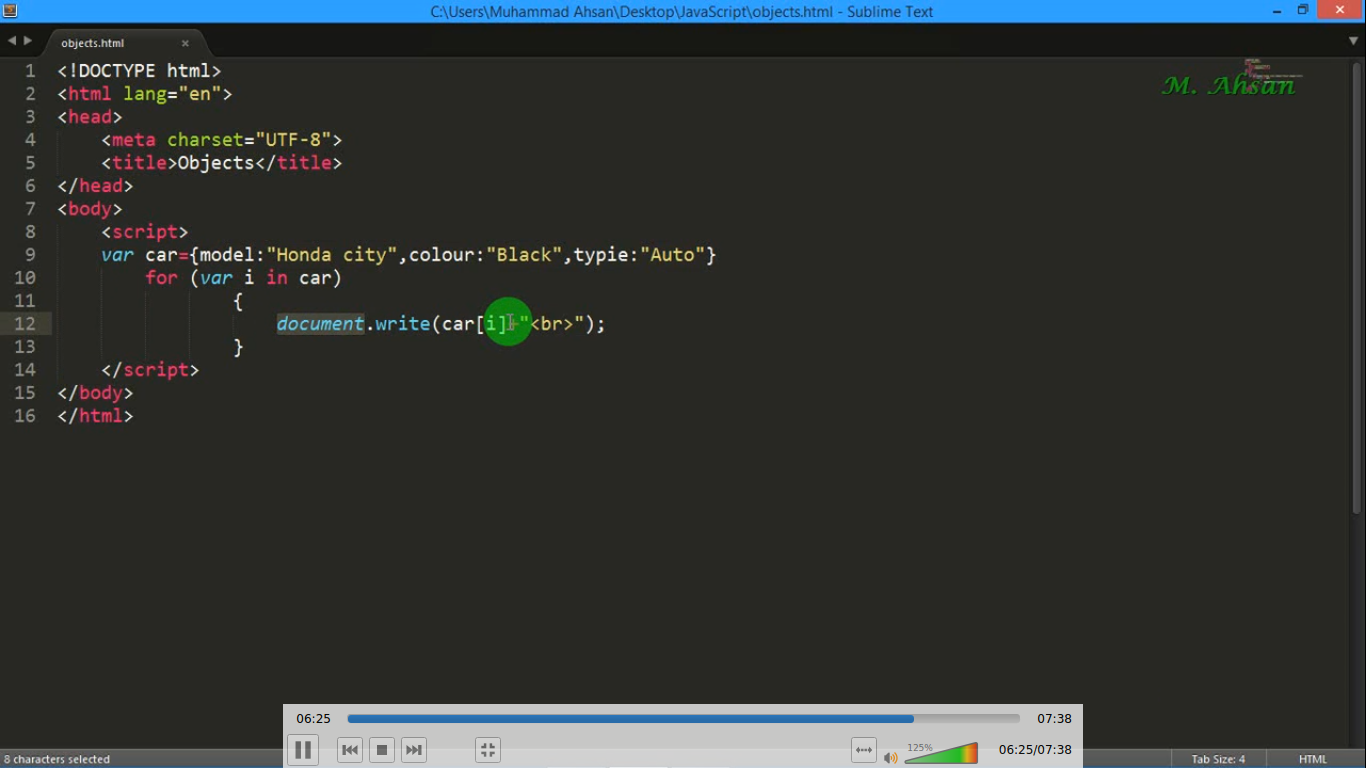 C:\Users\Muhammad Ahsan\Desktop\JavaScript\objects.html - Sublime Text
objects.html
M. Ahsan
1 <!DOCTYPE html>
2 <html lang="en">
3 <head>
4 <meta charset="UTF-8">
5 <title>Objects</title>
6 </head>
7 <body>
8 <script>
9 var car={model:"Honda city",colour:"Black",typie:"Auto"}
10 for (var i in car)
11 {
12 document.write(car[i]+"<br>");
13 }
14 </script>
15 </body>
16 </html>
06:25 07:38
125% 06:25/07:38
8 characters selected Tab Size: 4 HTML